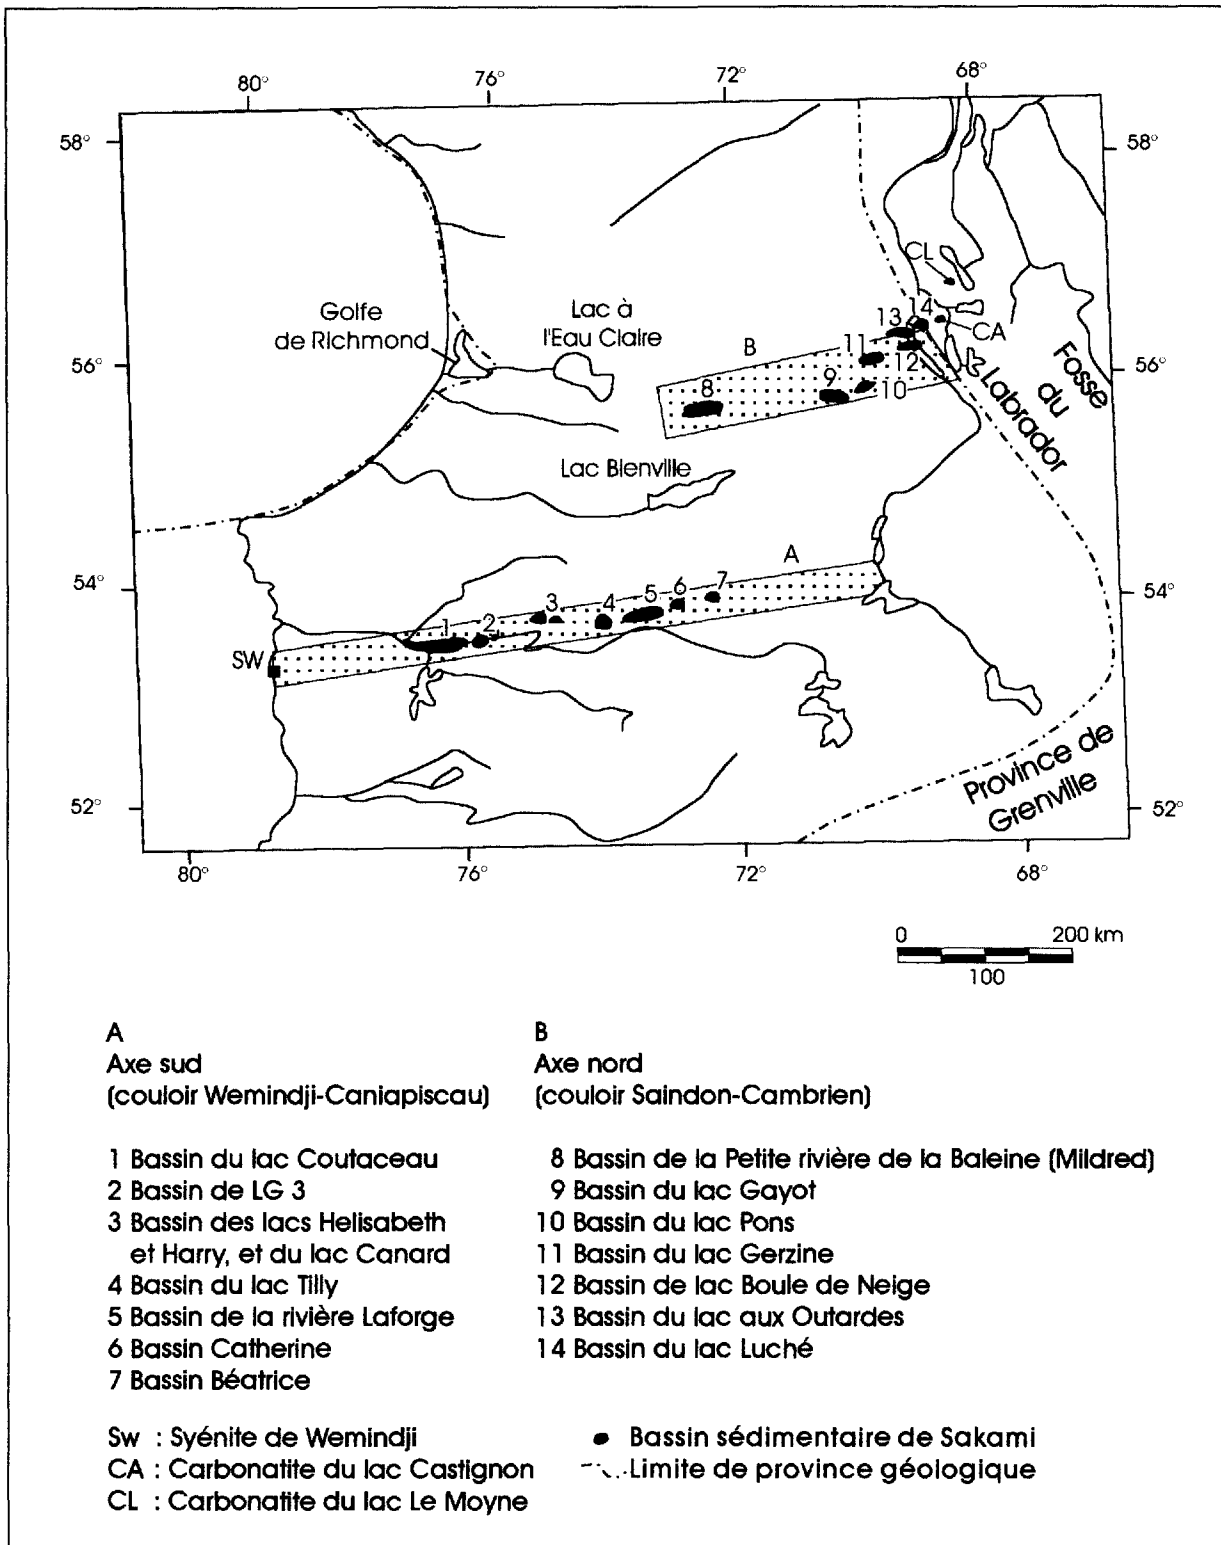 80°
76°
72°
68°
58°
58°
CL
Golfe
de Richmond
Lac à
l'Eau Claire
14
13
CA
B
11
12
56°
56°
9
8
10
Fosse
du
Labrador
Lac Bienville
A
54°
54°
7
6
5
4
3
2
1
SW
Province de
Grenville
52°
52°
80°
76°
72°
68°
0 200 km
100
A
Axe sud
(couloir Wemindji-Caniapiscau)
1 Bassin du lac Coutaceau
2 Bassin de LG 3
3 Bassin des lacs Helisabeth
et Harry, et du lac Canard
4 Bassin du lac Tilly
5 Bassin de la rivière Laforge
6 Bassin Catherine
7 Bassin Béatrice
B
Axe nord
(couloir Saindon-Cambrien)
8 Bassin de la Petite rivière de la Baleine (Mildred)
9 Bassin du lac Gayot
10 Bassin du lac Pons
11 Bassin du lac Gerzine
12 Bassin de lac Boule de Neige
13 Bassin du lac aux Outardes
14 Bassin du lac Luché
Sw : Syénite de Wemindji
CA : Carbonatite du lac Castignon
CL : Carbonatite du lac Le Moyne
Bassin sédimentaire de Sakami
Limite de province géologique